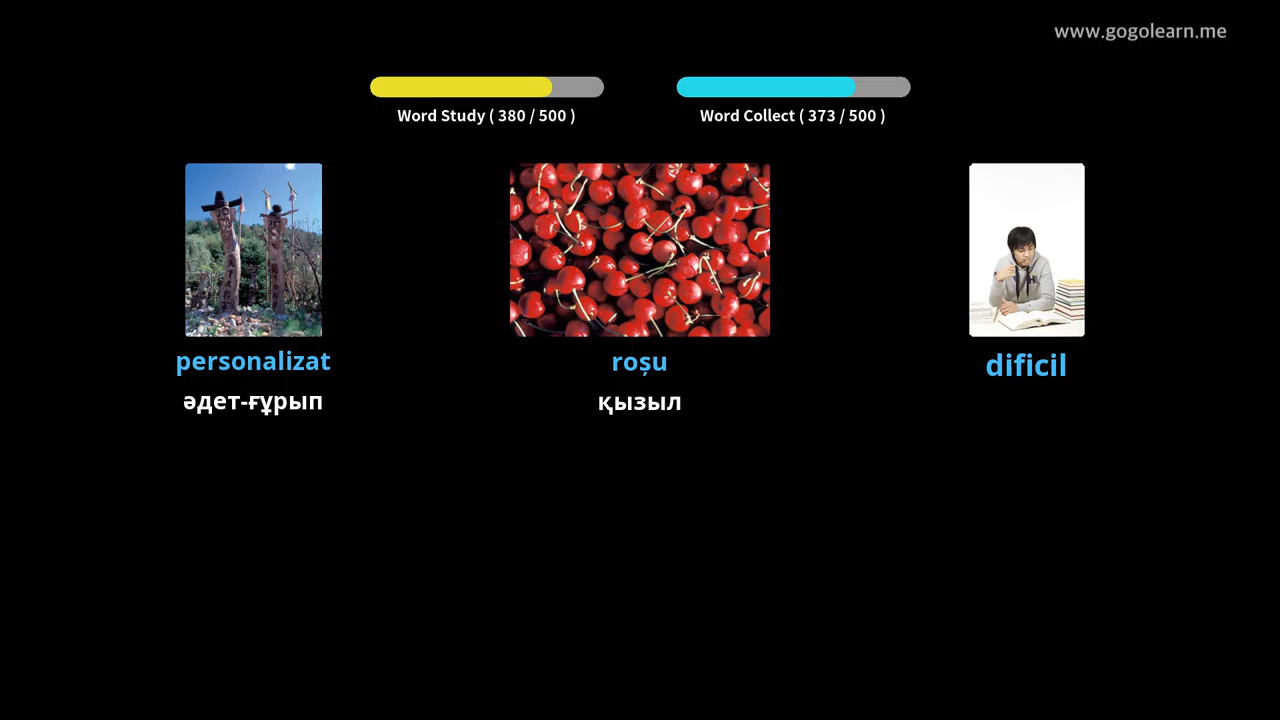 www.gogolearn.me
Word Study ( 380 / 500 )
Word Collect ( 373 / 500 )
personalizat
roșu
dificil
әдет-ғұрып
қызыл